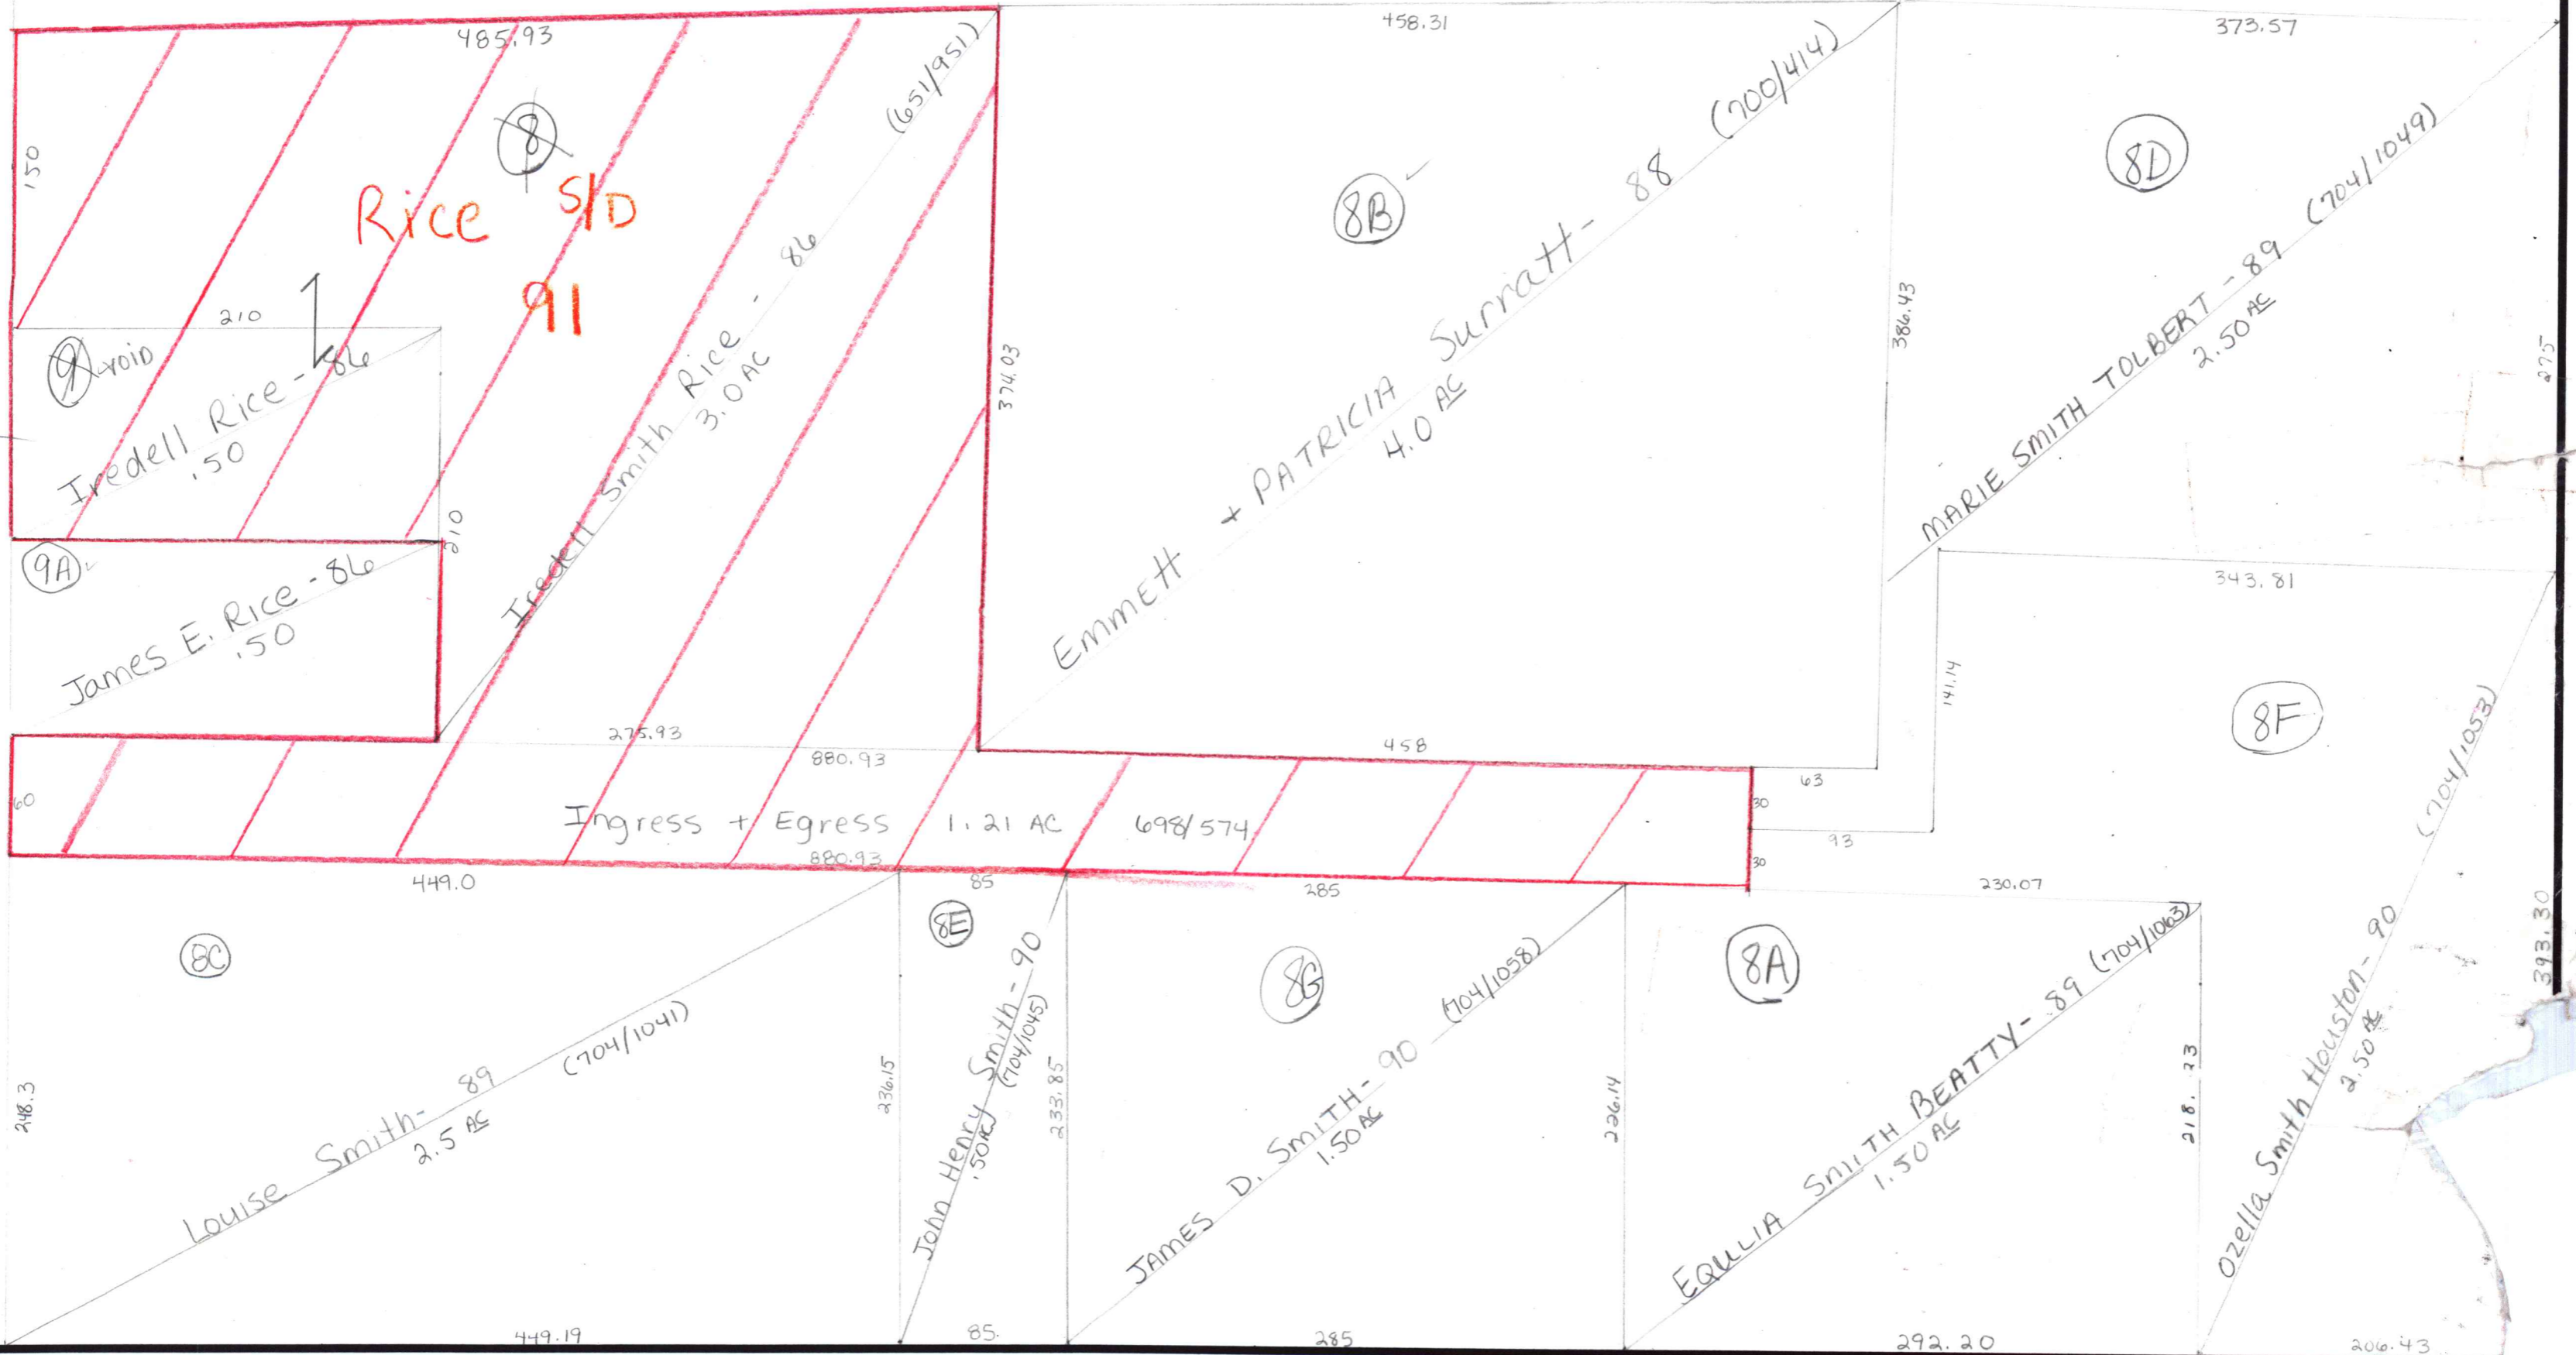 485.93
458.31
373.57
(651/951)
(700/414)
(704/1049)
150
8
8B
8D
Rice S/D
91
210
9 void
Iredell Rice - 86
.50
Iredell Smith Rice - 86
3.0 AC
374.03
Emmett + PATRICIA Surratt - 88
4.0 AC
386.43
MARIE SMITH TOLBERT - 89
2.50 AC
275
210
9A
James E. Rice - 86
.50
343.81
141.14
8F
(704/1053)
275.93
880.93
458
63
60
Ingress + Egress 1.21 AC 698/574
30
93
30
880.93
449.0
85
285
230.07
8C
8E
8G
8A
Louise Smith - 89 (704/1041)
2.5 AC
248.3
236.15
John Henry Smith - 90
(704/1045)
.50 AC
233.85
JAMES D. SMITH - 90 (704/1058)
1.50 AC
226.14
EQULIA SMITH BEATTY - 89 (704/1063)
1.50 AC
218.23
Ozella Smith Houston - 90
2.50 AC
393.30
449.19
85.
285
292.20
206.43